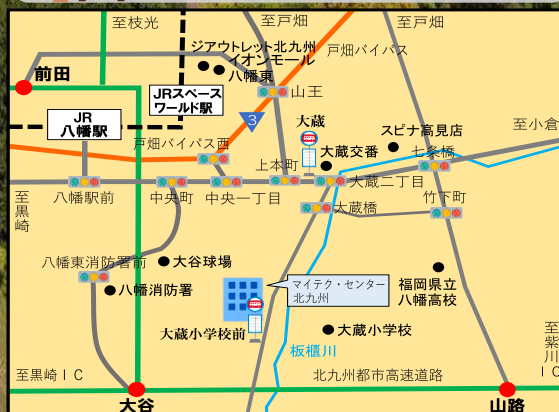 至枝光
至戸畑
至戸畑
ジアウトレット北九州
イオンモール
八幡東
戸畑バイパス
前田
JRスペース
ワールド駅
山王
JR
八幡駅
3
大蔵
スピナ高見店
至小倉
戸畑バイパス西
上本町
大蔵交番
七条橋
八幡駅前
中央町
中央一丁目
大蔵二丁目
竹下町
至黒崎
大蔵橋
八幡東消防署前
大谷球場
八幡消防署
マイテク・センター
北九州
福岡県立
八幡高校
大蔵小学校前
大蔵小学校
板櫃川
至紫川IC
至黒崎IC
北九州都市高速道路
大谷
山路